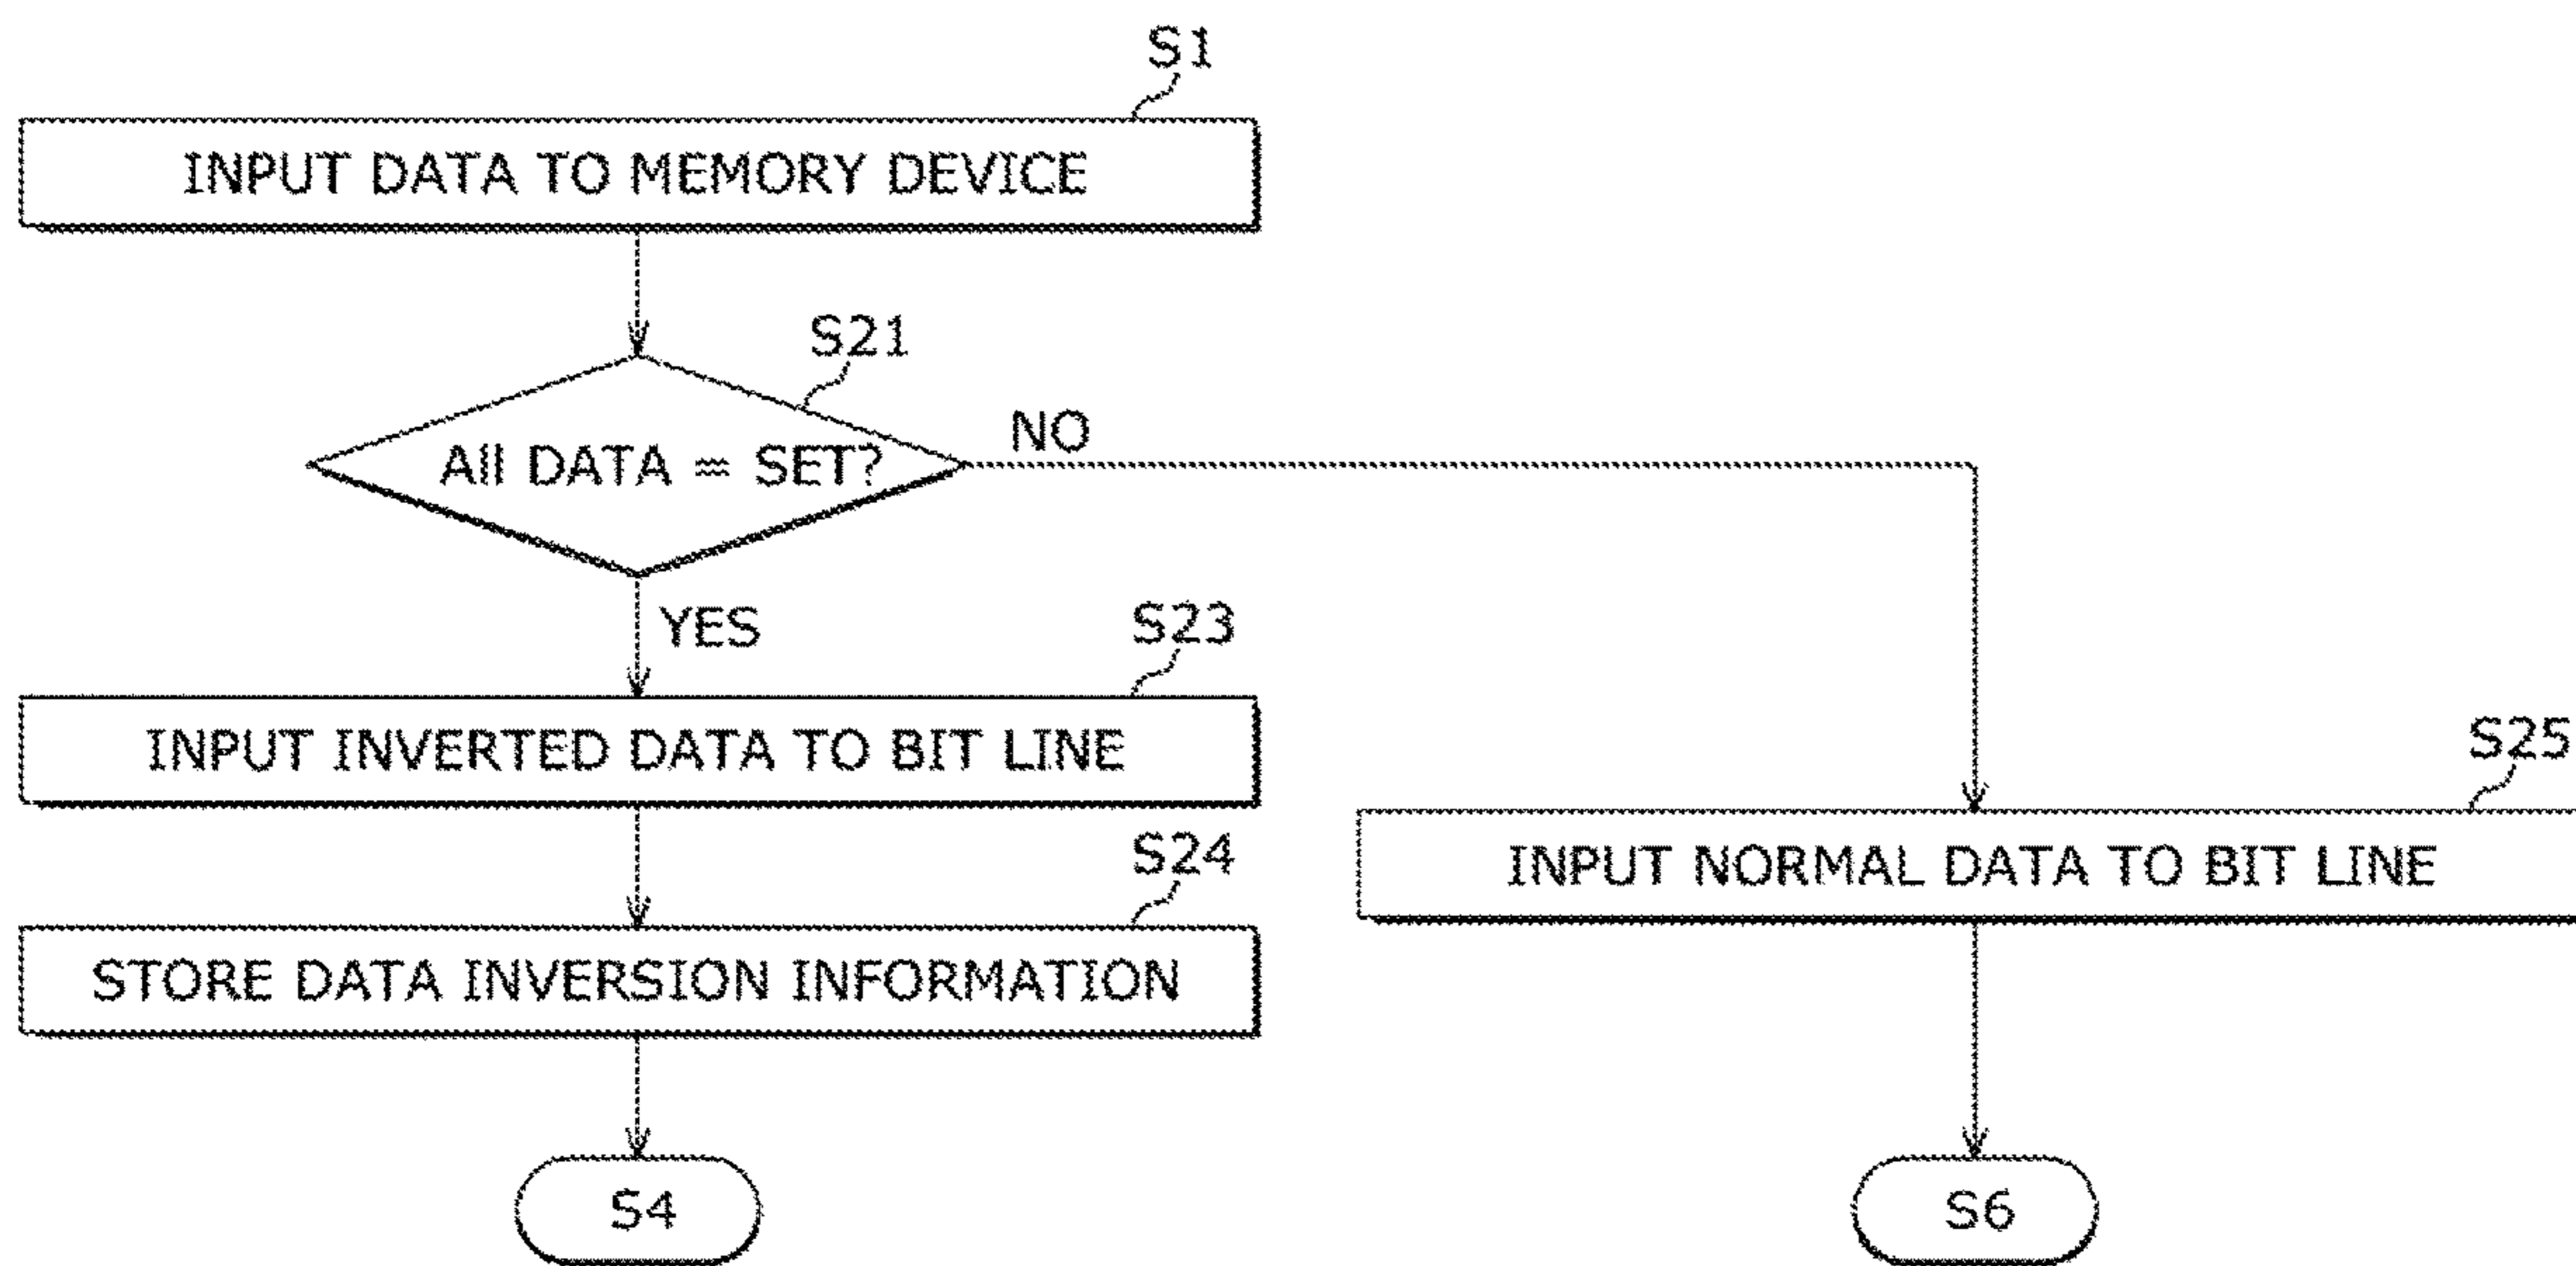 S1
INPUT DATA TO MEMORY DEVICE
S21
All DATA = SET?
NO
YES
S23
INPUT INVERTED DATA TO BIT LINE
S25
INPUT NORMAL DATA TO BIT LINE
S24
STORE DATA INVERSION INFORMATION
S4
S6